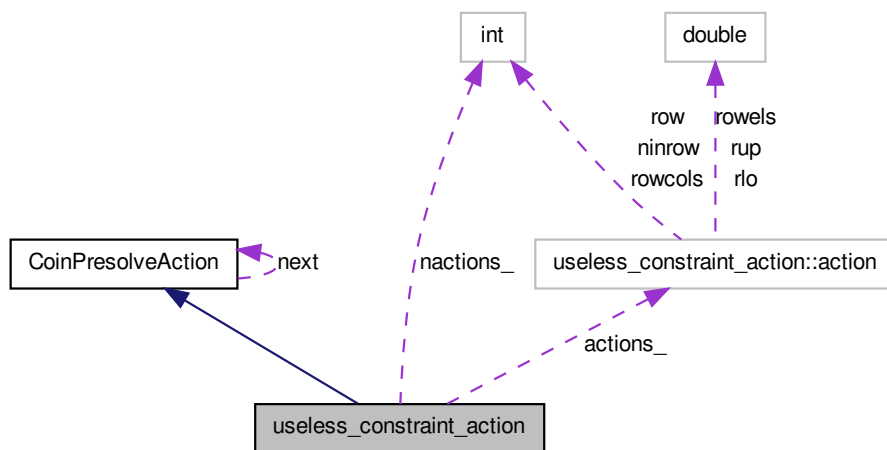 int
double
row
rowels
ninrow
rup
rowcols
rlo
CoinPresolveAction
next
nactions_
useless_constraint_action::action
actions_
useless_constraint_action